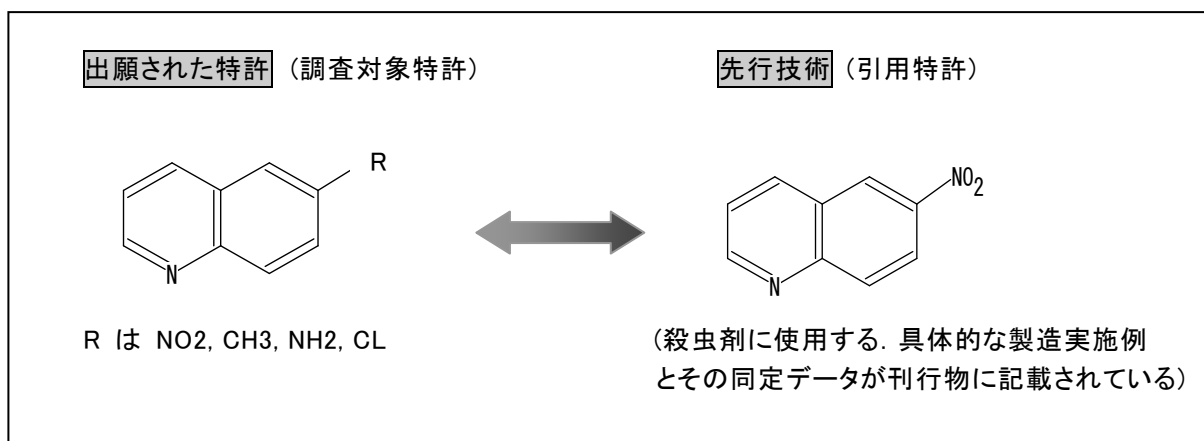 出願された特許 (調査対象特許)
先行技術 (引用特許)
R
N
NO2
N
R は NO2, CH3, NH2, CL
(殺虫剤に使用する. 具体的な製造実施例
とその同定データが刊行物に記載されている)